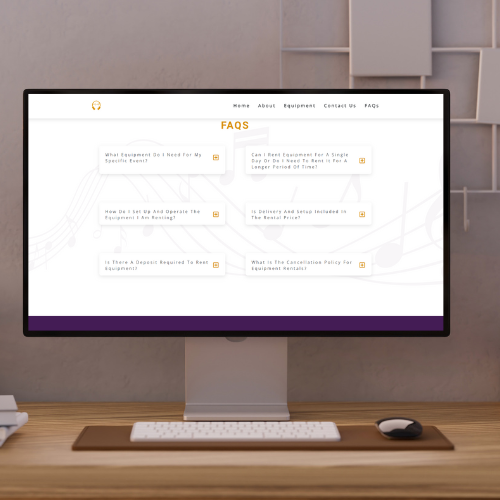 Home About Equipment Contact Us FAQs
FAQS
What Equipment Do I Need For My
Specific Event?
Can I Rent Equipment For A Single
Day Or Do I Need To Rent It For A
Longer Period Of Time?
How Do I Set Up And Operate The
Equipment I Am Renting?
Is Delivery And Setup Included In
The Rental Price?
Is There A Deposit Required To Rent
Equipment?
What Is The Cancellation Policy For
Equipment Rentals?